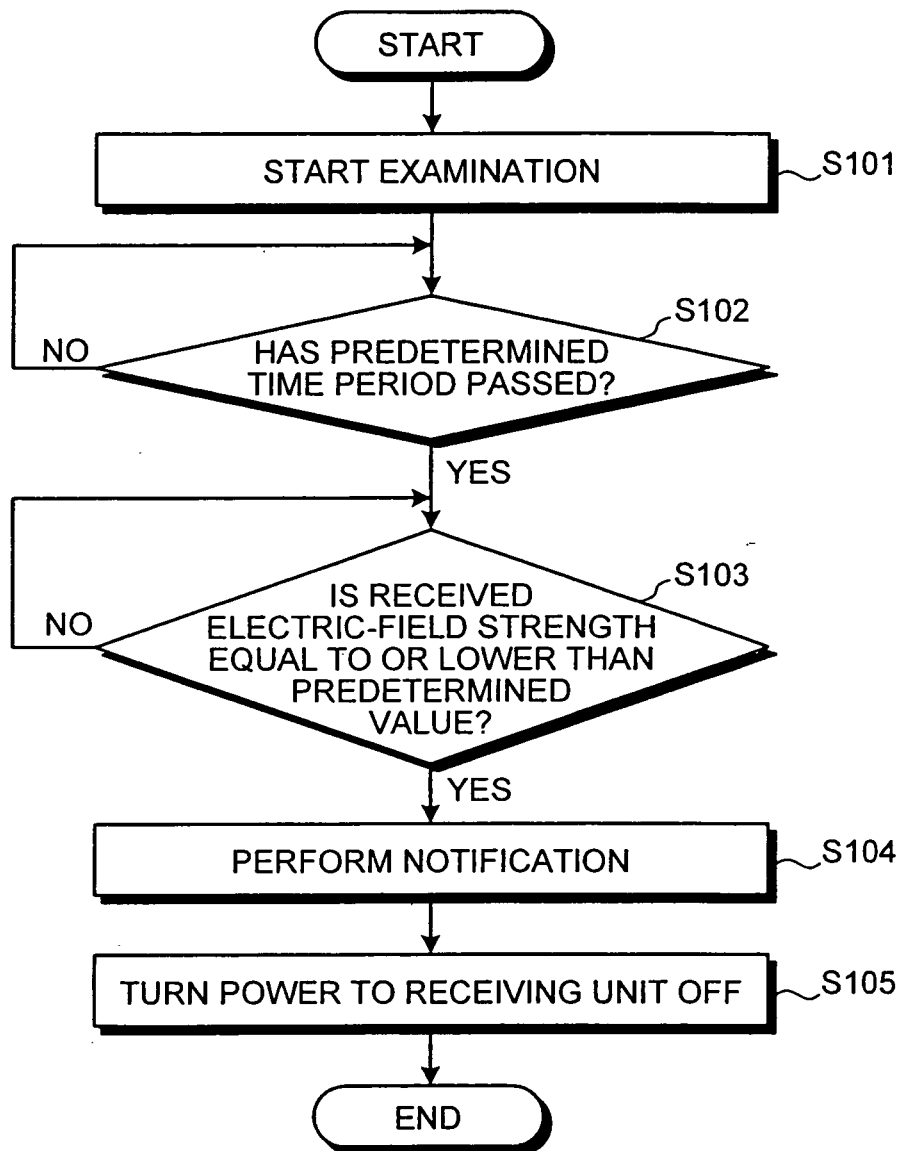 START
START EXAMINATION
S101
S102
HAS PREDETERMINED
TIME PERIOD PASSED?
NO
YES
S103
IS RECEIVED
ELECTRIC-FIELD STRENGTH
EQUAL TO OR LOWER THAN
PREDETERMINED
VALUE?
NO
YES
PERFORM NOTIFICATION
S104
TURN POWER TO RECEIVING UNIT OFF
S105
END